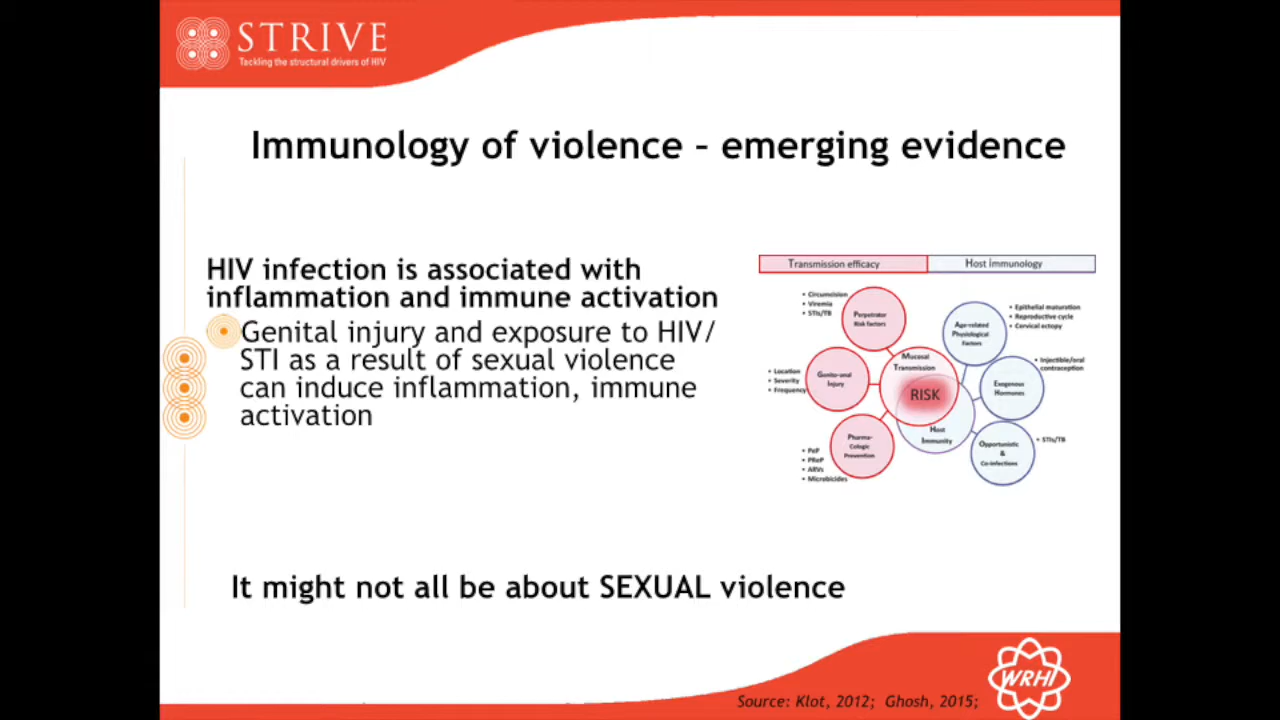 STRIVE
Tackling the structural drivers of HIV
Immunology of violence – emerging evidence
HIV infection is associated with
inflammation and immune activation
Genital injury and exposure to HIV/
STI as a result of sexual violence
can induce inflammation, immune
activation
Transmission efficacy
Host immunology
• Circumcision
• Viremia
• STIs/TB
Perpetrator
Risk factors
Age-related
Physiological
Factors
• Epithelial maturation
• Reproductive cycle
• Cervical ectopy
• Location
• Severity
• Frequency
Genito-anal
Injury
Mucosal
Transmission
RISK
Host
Immunity
Exogenous
Hormones
• Injectible/oral
contraception
Pharma-
Cologic
Prevention
• PeP
• PReP
• ARVs
• Microbicides
Opportunistic
&
Co-infections
• STIs/TB
It might not all be about SEXUAL violence
Source: Klot, 2012; Ghosh, 2015;
WRHI